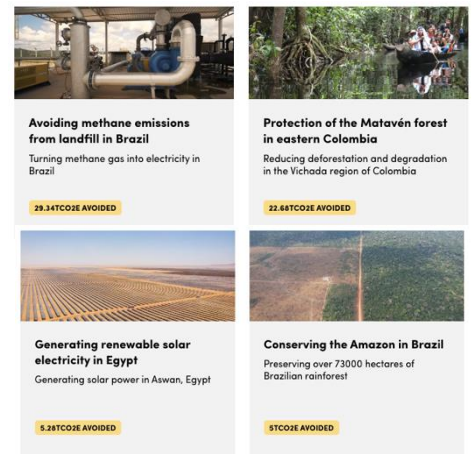 Avoiding methane emissions
from landfill in Brazil
Turning methane gas into electricity in
Brazil
29.34TCO2E AVOIDED
Protection of the Matavén forest
in eastern Colombia
Reducing deforestation and degradation
in the Vichada region of Colombia
22.68TCO2E AVOIDED
Generating renewable solar
electricity in Egypt
Generating solar power in Aswan, Egypt
5.28TCO2E AVOIDED
Conserving the Amazon in Brazil
Preserving over 73000 hectares of
Brazilian rainforest
5TCO2E AVOIDED